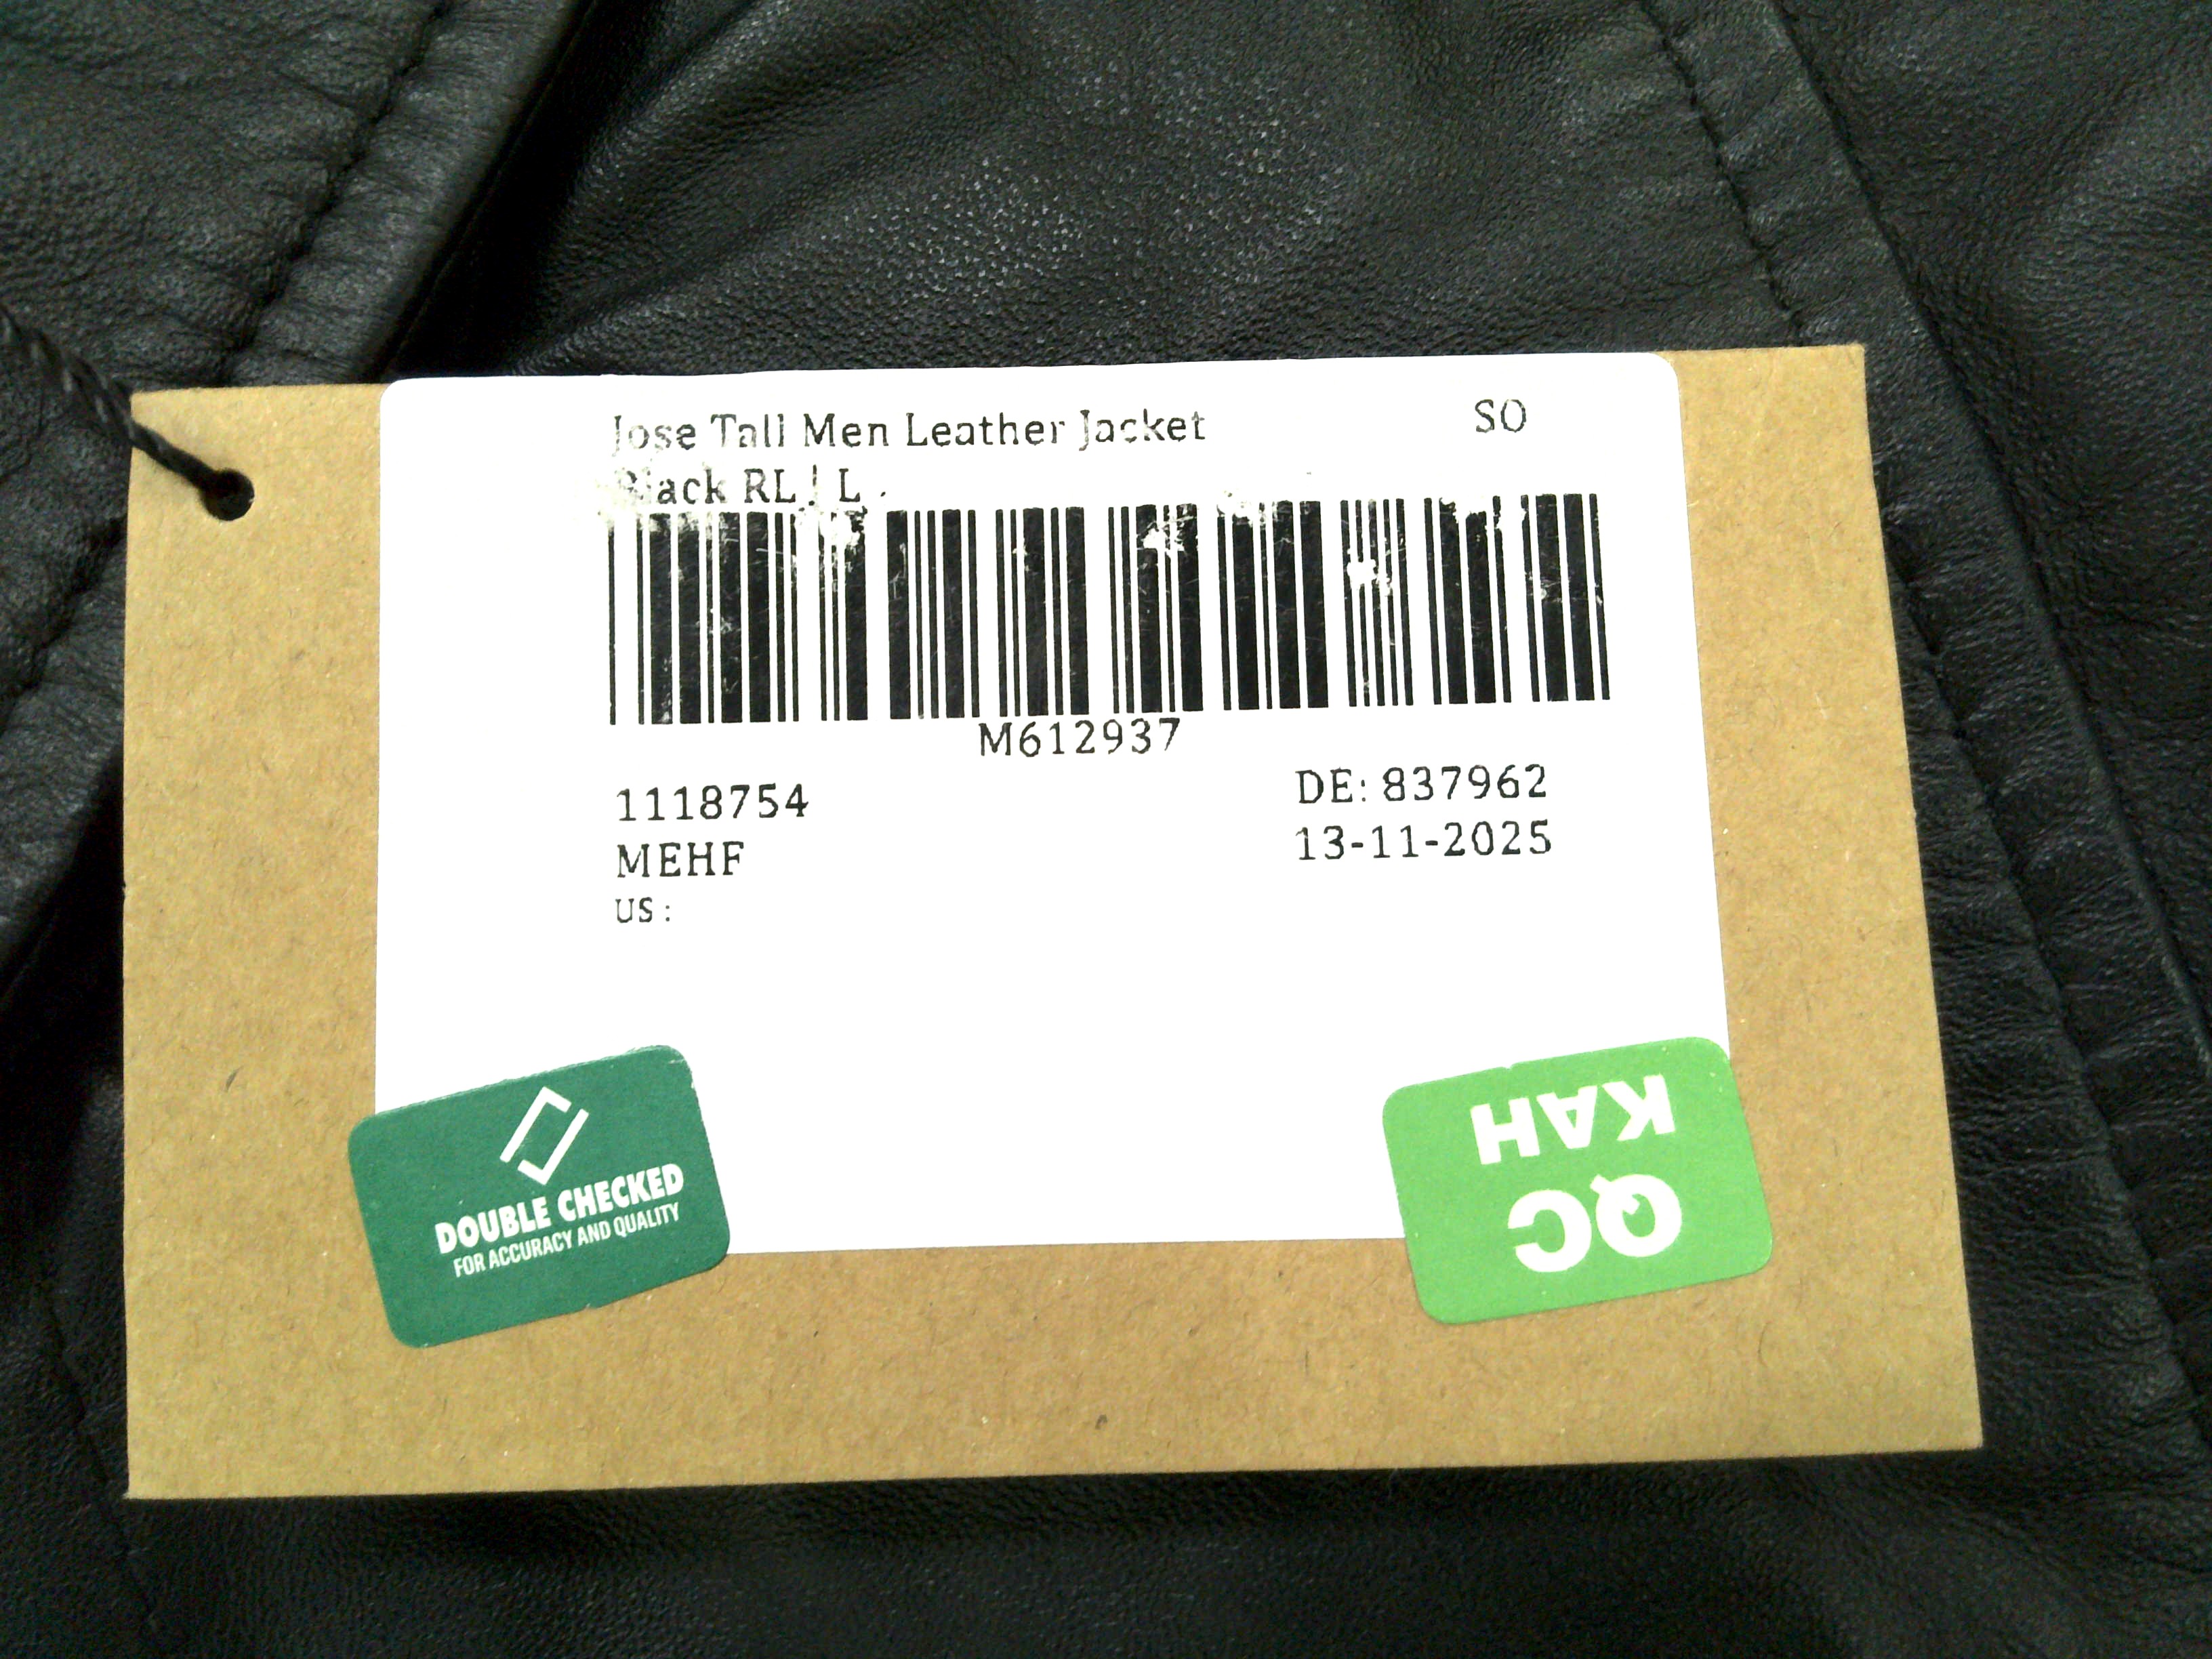 Jose Tall Men Leather Jacket
SO
Black RL | L
M612937
1118754
DE: 837962
MEHF
13-11-2025
US :
DOUBLE CHECKED
FOR ACCURACY AND QUALITY
QC
KAH